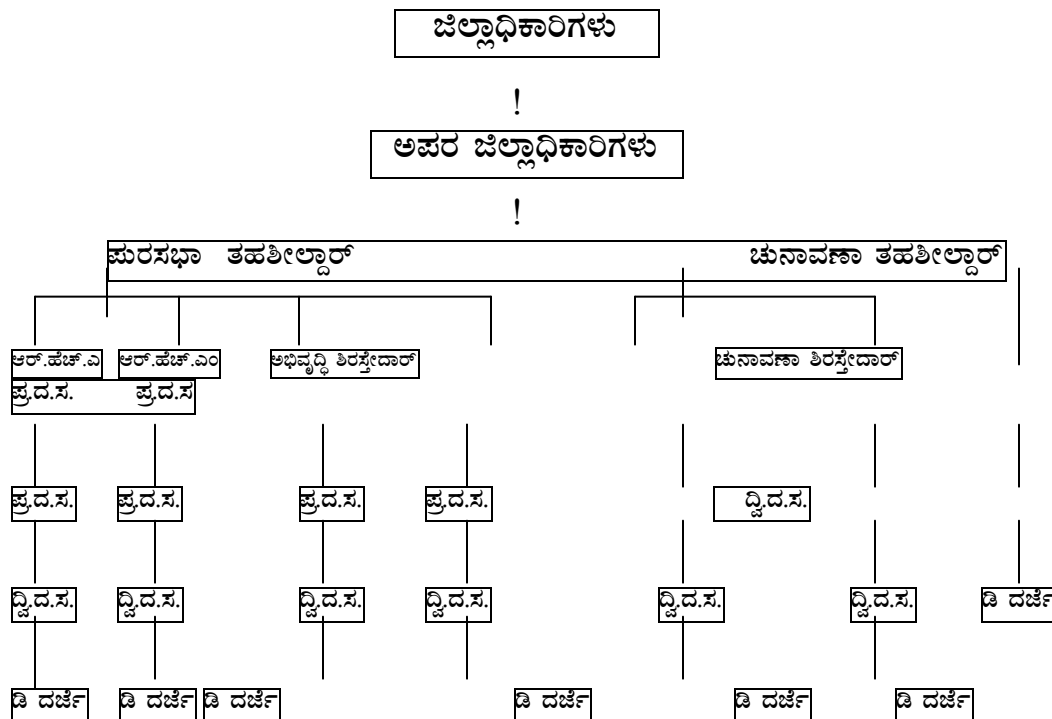 ಜಿಲ್ಲಾಧಿಕಾರಿಗಳು
!
ಅಪರ ಜಿಲ್ಲಾಧಿಕಾರಿಗಳು
!
ಪುರಸಭಾ ತಹಶೀಲ್ದಾರ್ ಚುನಾವಣಾ ತಹಶೀಲ್ದಾರ್
ಆರ್.ಹೆಚ್.ಎ ಆರ್.ಹೆಚ್.ಎಂ ಅಭಿವೃದ್ಧಿ ಶಿರಸ್ತೇದಾರ್ ಚುನಾವಣಾ ಶಿರಸ್ತೇದಾರ್
ಪ್ರ.ದ.ಸ. ಪ್ರ.ದ.ಸ
ಪ್ರ.ದ.ಸ. ಪ್ರ.ದ.ಸ. ಪ್ರ.ದ.ಸ. ಪ್ರ.ದ.ಸ. ದ್ವಿ.ದ.ಸ.
ದ್ವಿ.ದ.ಸ. ದ್ವಿ.ದ.ಸ. ದ್ವಿ.ದ.ಸ. ದ್ವಿ.ದ.ಸ. ದ್ವಿ.ದ.ಸ. ದ್ವಿ.ದ.ಸ. ಡಿ ದರ್ಜೆ
ಡಿ ದರ್ಜೆ ಡಿ ದರ್ಜೆ ಡಿ ದರ್ಜೆ ಡಿ ದರ್ಜೆ ಡಿ ದರ್ಜೆ ಡಿ ದರ್ಜೆ